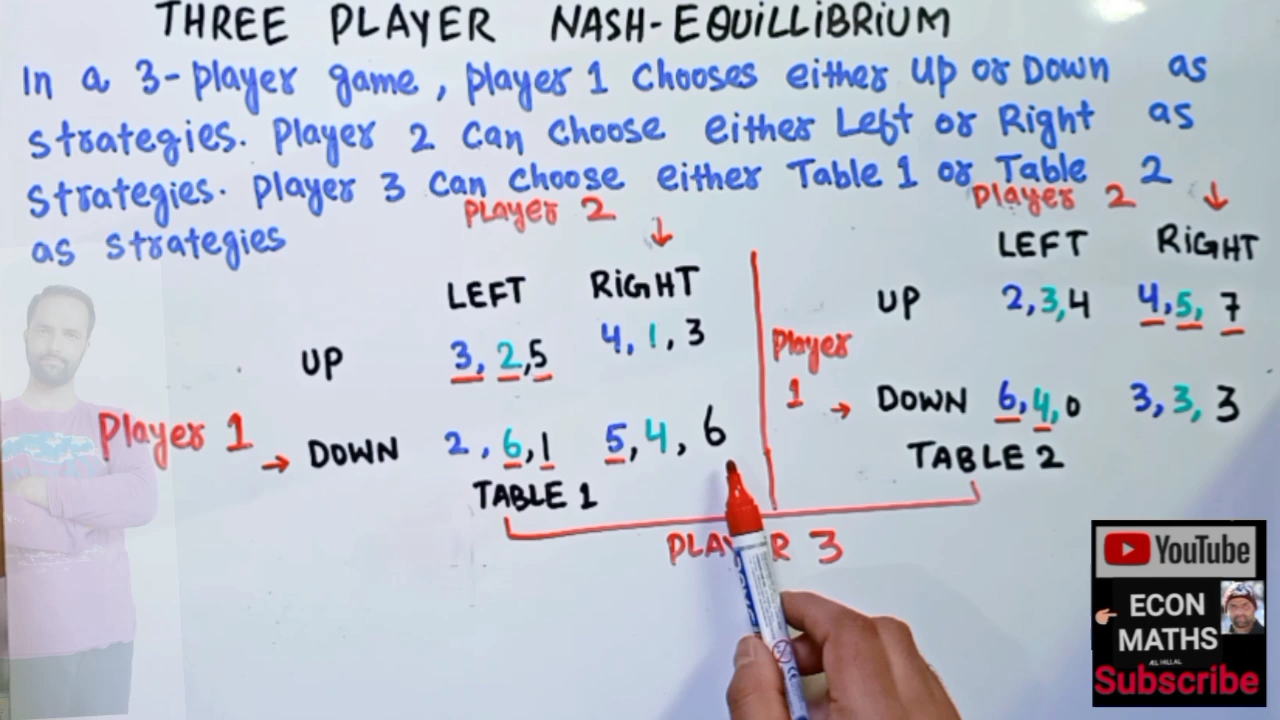 THREE PLAYER NASH-EQUILLIBRIUM
In a 3-player game, player 1 chooses either Up or Down as
strategies. Player 2 can choose either Left or Right as
strategies. Player 3 can choose either Table 1 or Table 2
as strategies
Player 2
Player 2
LEFT RIGHT
LEFT RIGHT
UP 3, 2, 5 4, 1, 3
UP 2, 3, 4 4, 5, 7
Player 1
Player 1
DOWN 2, 6, 1 5, 4, 6
DOWN 6, 4, 0 3, 3, 3
TABLE 1
TABLE 2
PLAY R 3
YouTube
ECON
MATHS
Subscribe